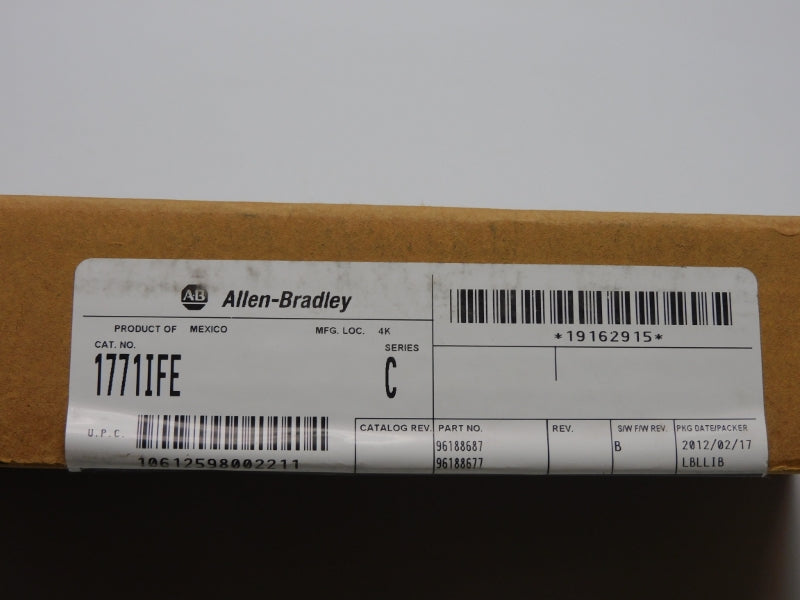 AB Allen-Bradley
PRODUCT OF MEXICO MFG. LOC. 4K
CAT. NO. SERIES
1771IFE C
U.P.C.
10612598002211
*19162915*
CATALOG REV. PART NO. REV. S/W F/W REV. PKG DATE/PACKER
96188687 B 2012/02/17
96188677 LBLLIB